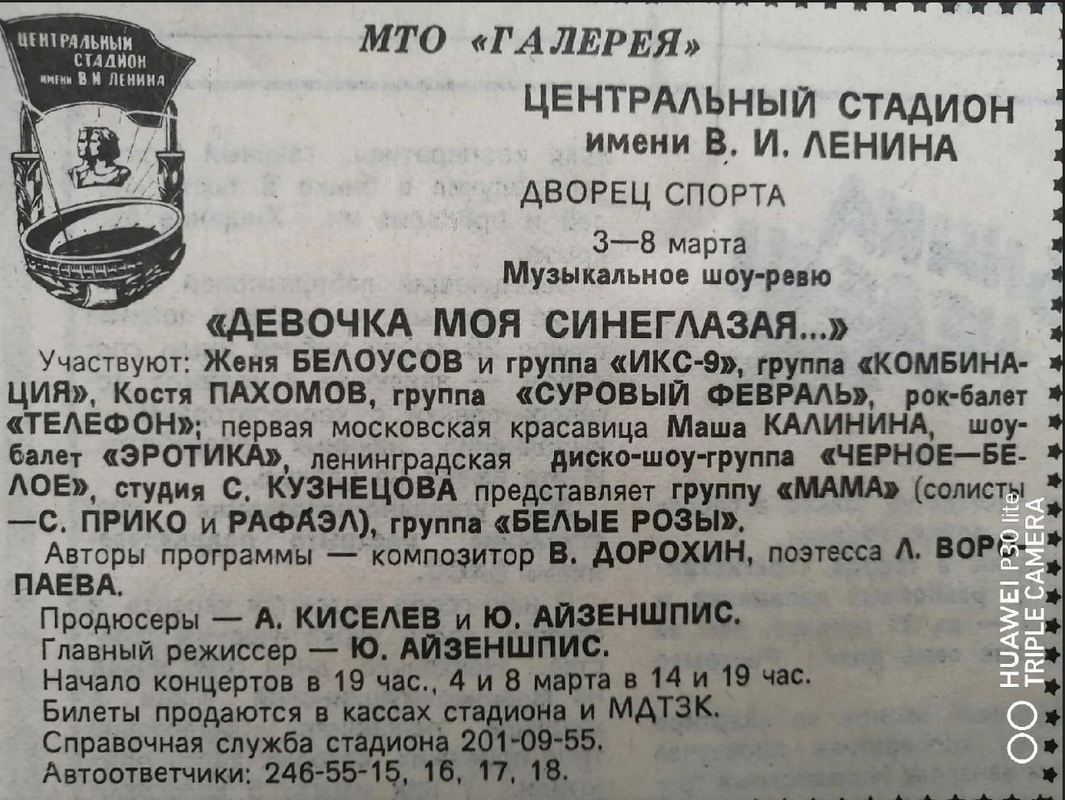 ЦЕНТРАЛЬНЫЙ
СТАДИОН
ИМЕНИ В И ЛЕНИНА
МТО «ГАЛЕРЕЯ»
ЦЕНТРАЛЬНЫЙ СТАДИОН
имени В. И. ЛЕНИНА
ДВОРЕЦ СПОРТА
3—8 марта
Музыкальное шоу-ревю
«ДЕВОЧКА МОЯ СИНЕГЛАЗАЯ...»
Участвуют: Женя БЕЛОУСОВ и группа «ИКС-9», группа «КОМБИНА-
ЦИЯ», Костя ПАХОМОВ, группа «СУРОВЫЙ ФЕВРАЛЬ», рок-балет
«ТЕЛЕФОН»; первая московская красавица Маша КАЛИНИНА, шоу-
балет «ЭРОТИКА», ленинградская диско-шоу-группа «ЧЕРНОЕ—БЕ-
ЛОЕ», студия С. КУЗНЕЦОВА представляет группу «МАМА» (солисты
—С. ПРИКО и РАФАЭЛ), группа «БЕЛЫЕ РОЗЫ».
Авторы программы — композитор В. ДОРОХИН, поэтесса Л. ВОРО-
ПАЕВА.
Продюсеры — А. КИСЕЛЕВ и Ю. АЙЗЕНШПИС.
Главный режиссер — Ю. АЙЗЕНШПИС.
Начало концертов в 19 час., 4 и 8 марта в 14 и 19 час.
Билеты продаются в кассах стадиона и МДТЗК.
Справочная служба стадиона 201-09-55.
Автоответчики: 246-55-15, 16, 17, 18.
HUAWEI P30 lite
TRIPLE CAMERA